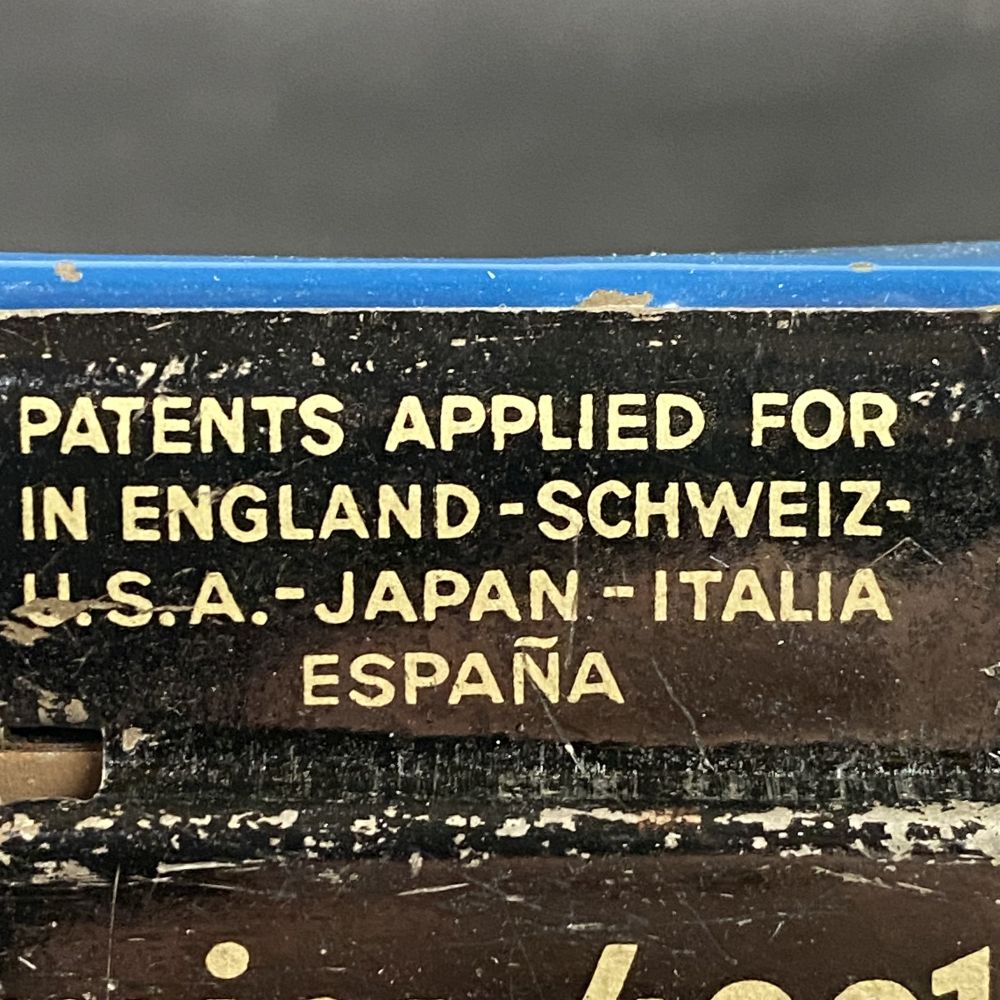 PATENTS APPLIED FOR
IN ENGLAND - SCHWEIZ-
U.S.A.- JAPAN - ITALIA
ESPAÑA